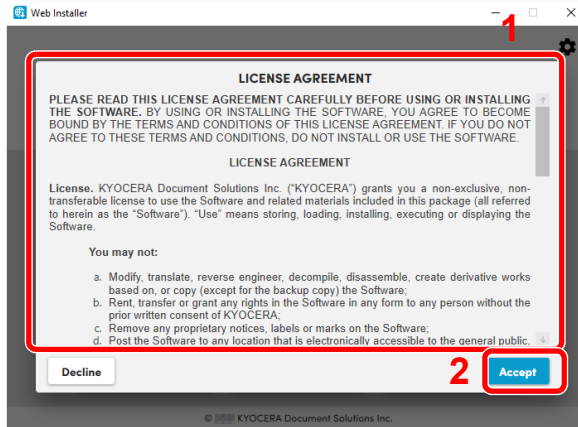 Web Installer
1
LICENSE AGREEMENT
PLEASE READ THIS LICENSE AGREEMENT CAREFULLY BEFORE USING OR INSTALLING
THE SOFTWARE. BY USING OR INSTALLING THE SOFTWARE, YOU AGREE TO BECOME
BOUND BY THE TERMS AND CONDITIONS OF THIS LICENSE AGREEMENT. IF YOU DO NOT
AGREE TO THESE TERMS AND CONDITIONS, DO NOT INSTALL OR USE THE SOFTWARE.
LICENSE AGREEMENT
License. KYOCERA Document Solutions Inc. ("KYOCERA") grants you a non-exclusive, non-
transferable license to use the Software and related materials included in this package (all referred
to herein as the "Software"). "Use" means storing, loading, installing, executing or displaying the
Software.
You may not:
a. Modify, translate, reverse engineer, decompile, disassemble, create derivative works
based on, or copy (except for the backup copy) the Software;
b. Rent, transfer or grant any rights in the Software in any form to any person without the
prior written consent of KYOCERA;
c. Remove any proprietary notices, labels or marks on the Software;
d. Post the Software to any location that is electronically accessible to the general public.
Decline
2
Accept
© KYOCERA Document Solutions Inc.